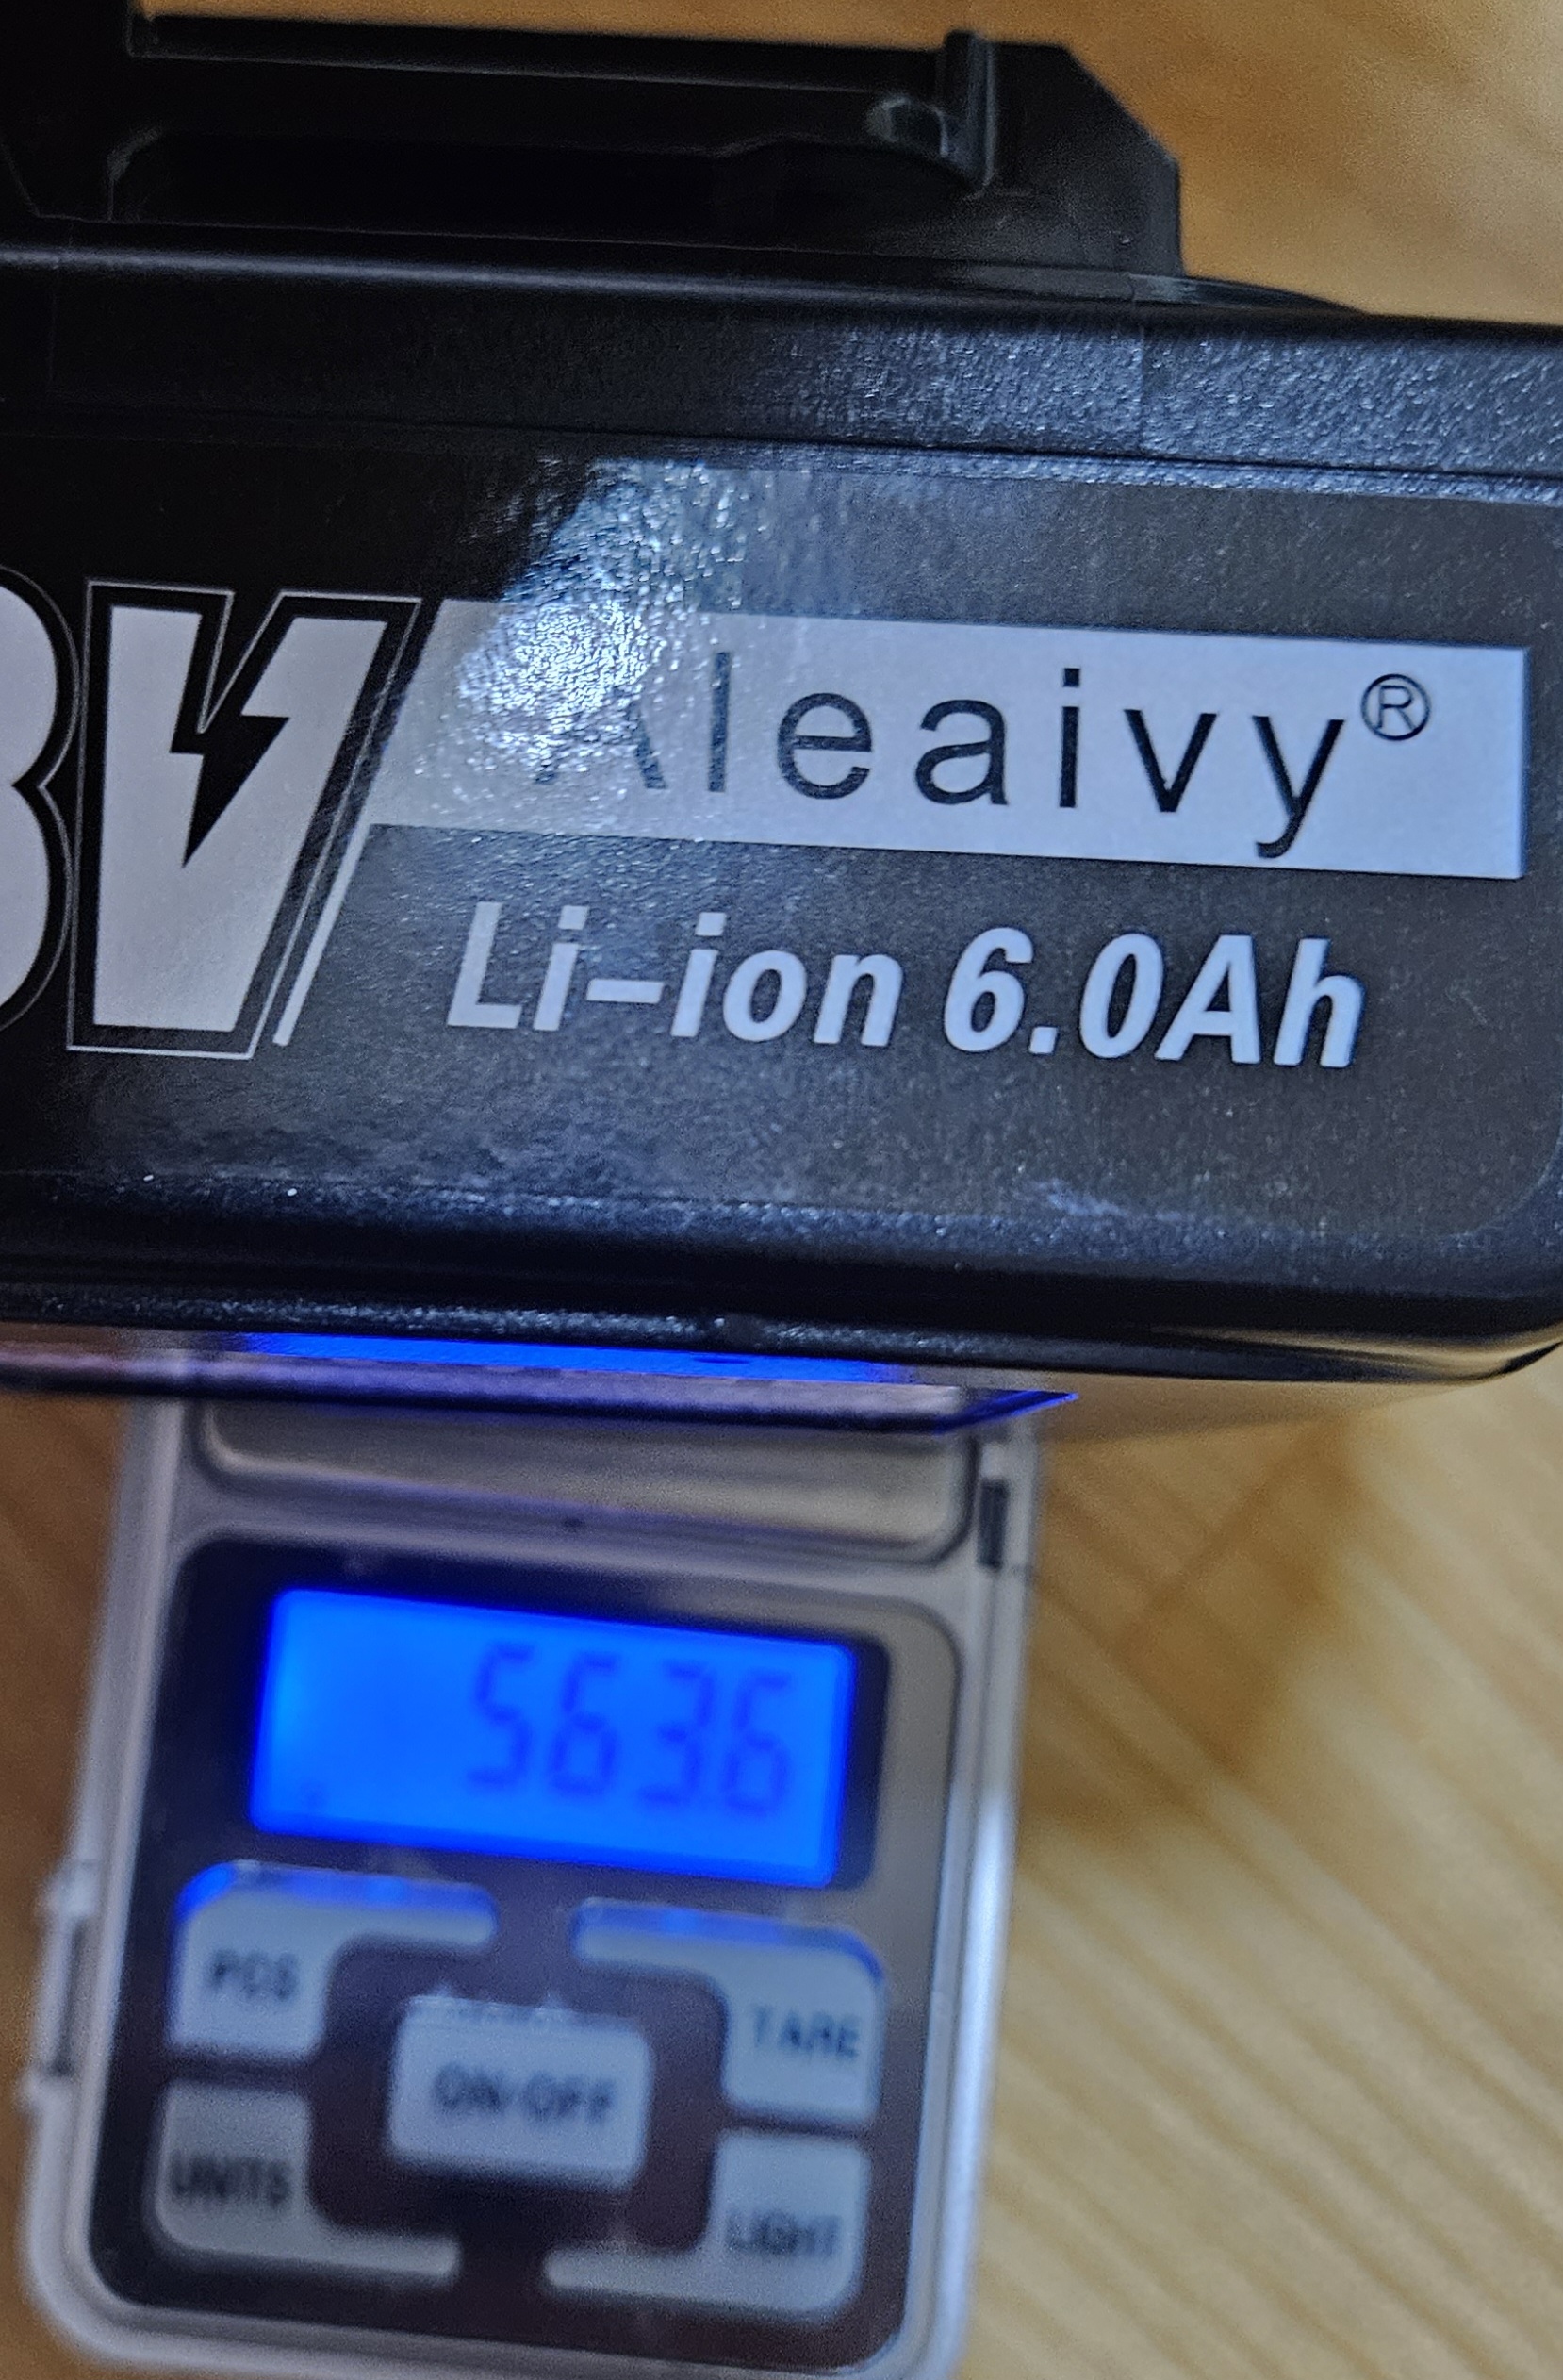 8V
Aleaivy®
Li-ion 6.0Ah
563.6
PCS
TARE
ON/OFF
UNITS
LIGHT